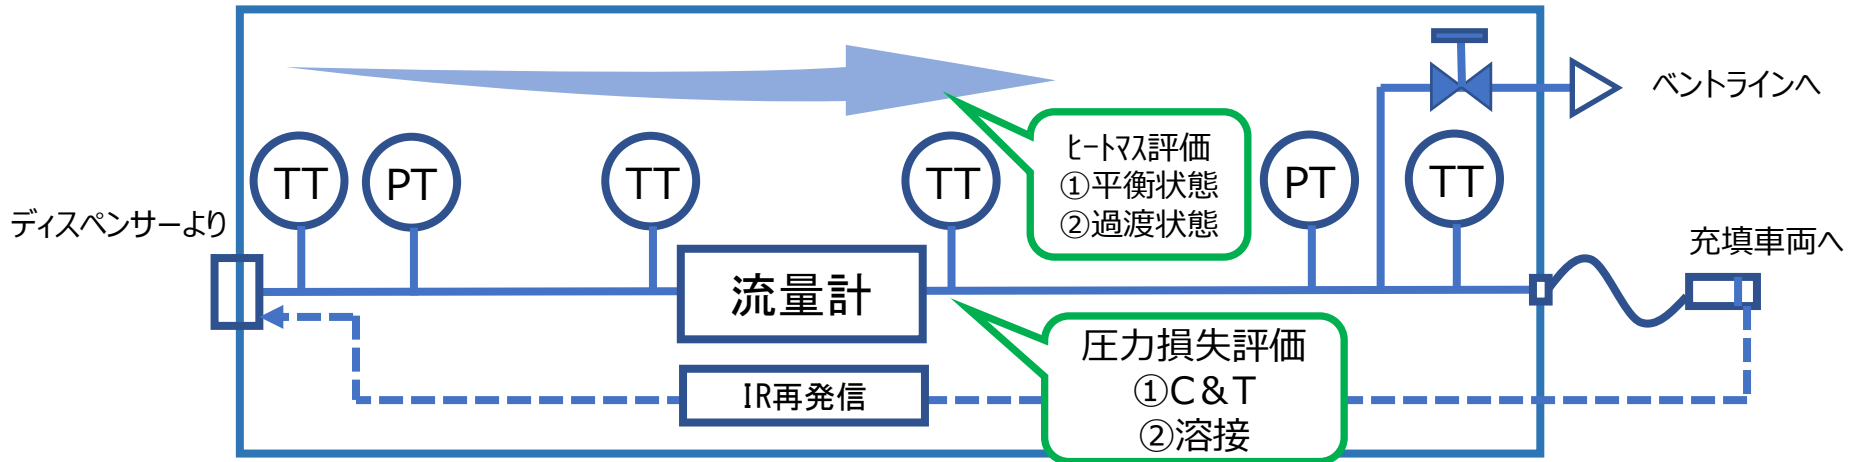 ベントラインへ
ヒートマス評価
①平衡状態
②過渡状態
TT
PT
TT
TT
PT
TT
ディスペンサーより
充填車両へ
流量計
圧力損失評価
①C&T
②溶接
IR再発信